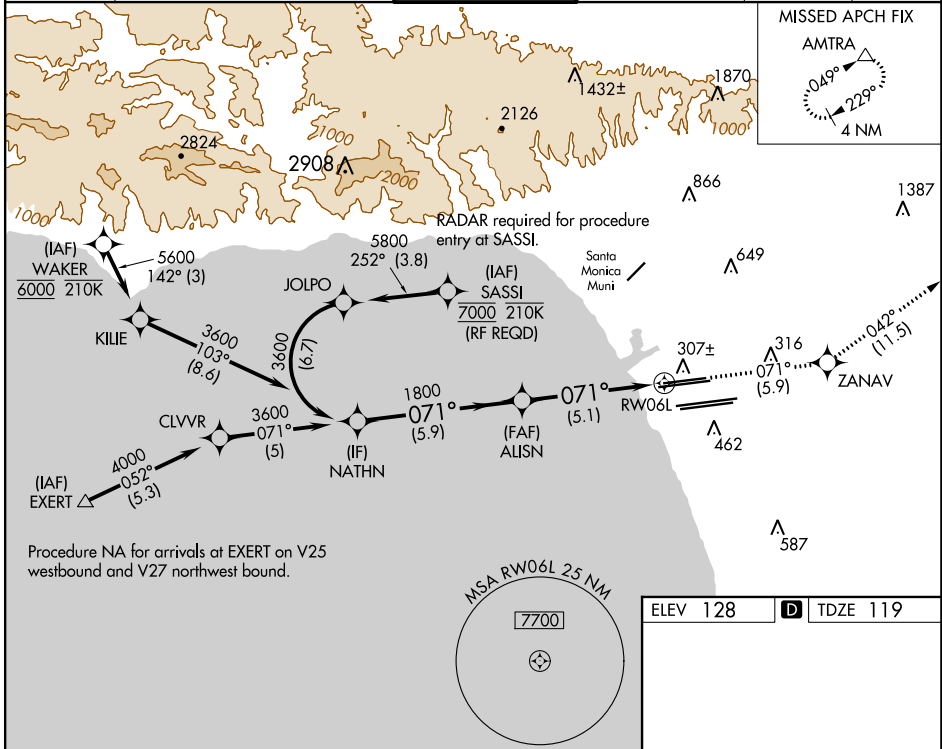 MISSED APCH FIX
AMTRA
049°
229°
4 NM
1432±
1870
2126
1000
1000
2824
2908
2000
1000
866
1387
RADAR required for procedure
entry at SASSI.
(IAF)
WAKER
6000 210K
5600
142° (3)
5800
252° (3.8)
(IAF)
SASSI
7000 210K
(RF REQD)
Santa
Monica
Muni
649
JOLPO
KILIE
3600
103°
(8.6)
3600
(6.7)
042°
(11.5)
307±
316
071°
(5.9)
ZANAV
RW06L
CLVVR
3600
071°
(5)
1800
071°
(5.9)
071°
(5.1)
(IF)
NATHN
(FAF)
ALISN
462
4000
052°
(5.3)
(IAF)
EXERT
587
Procedure NA for arrivals at EXERT on V25
westbound and V27 northwest bound.
MSA RW06L 25 NM
7700
ELEV 128 D TDZE 119